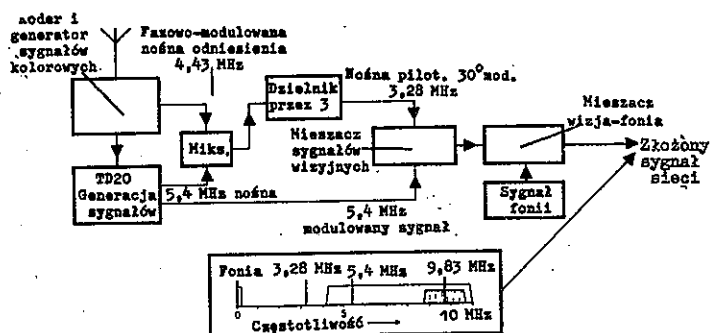 koder i
generator
sygnałów
kolorowych
Fazowo-modulowana
nośna odniesienia
4,43 MHz
Dzielnik
przez 3
Nośna pilot. 30°mod.
3,28 MHz
Mieszacz
wizja-fonia
Miks.
Mieszacz
sygnałów
wizyjnych
Złożony
sygnał
sieci
TD20
Generacja
sygnałów
5,4 MHz nośna
Sygnał
fonii
5,4 MHz
modulowany sygnał
Fonia 3,28 MHz 5,4 MHz 9,83 MHz
0 5 10 MHz
Częstotliwość